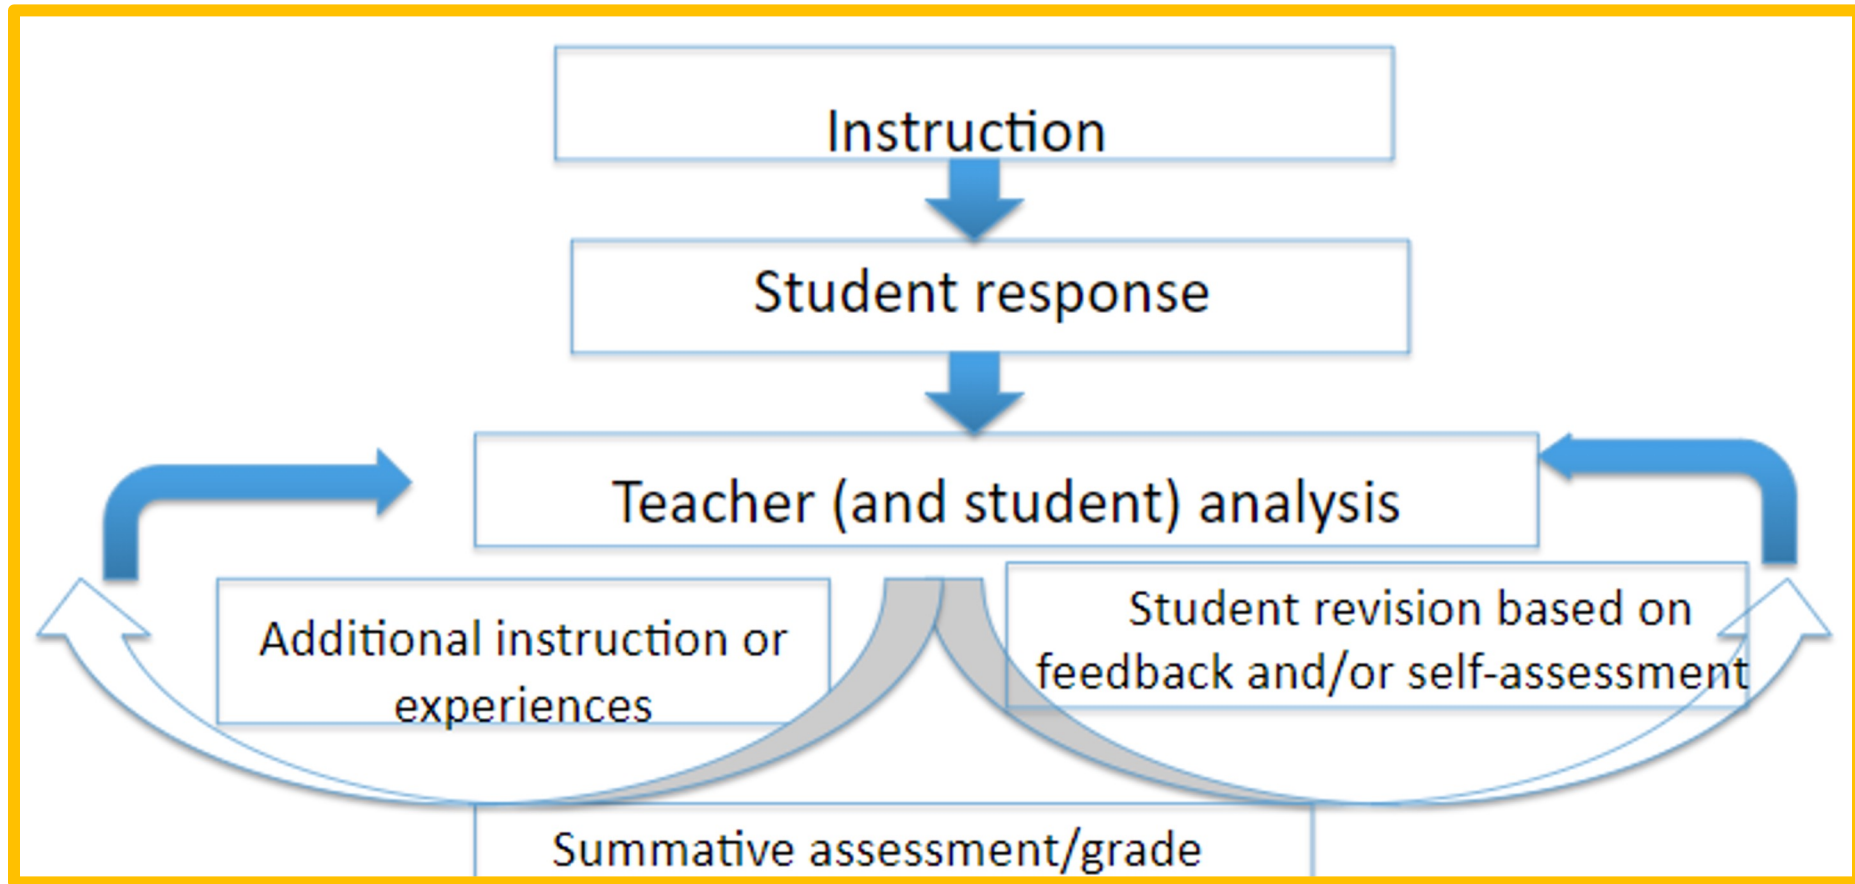 Instruction
Student response
Teacher (and student) analysis
Additional instruction or
experiences
Student revision based on
feedback and/or self-assessment
Summative assessment/grade